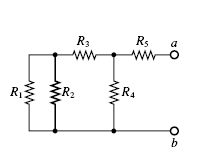 R₃ R₅ a
R₁ R₂ R₄
b